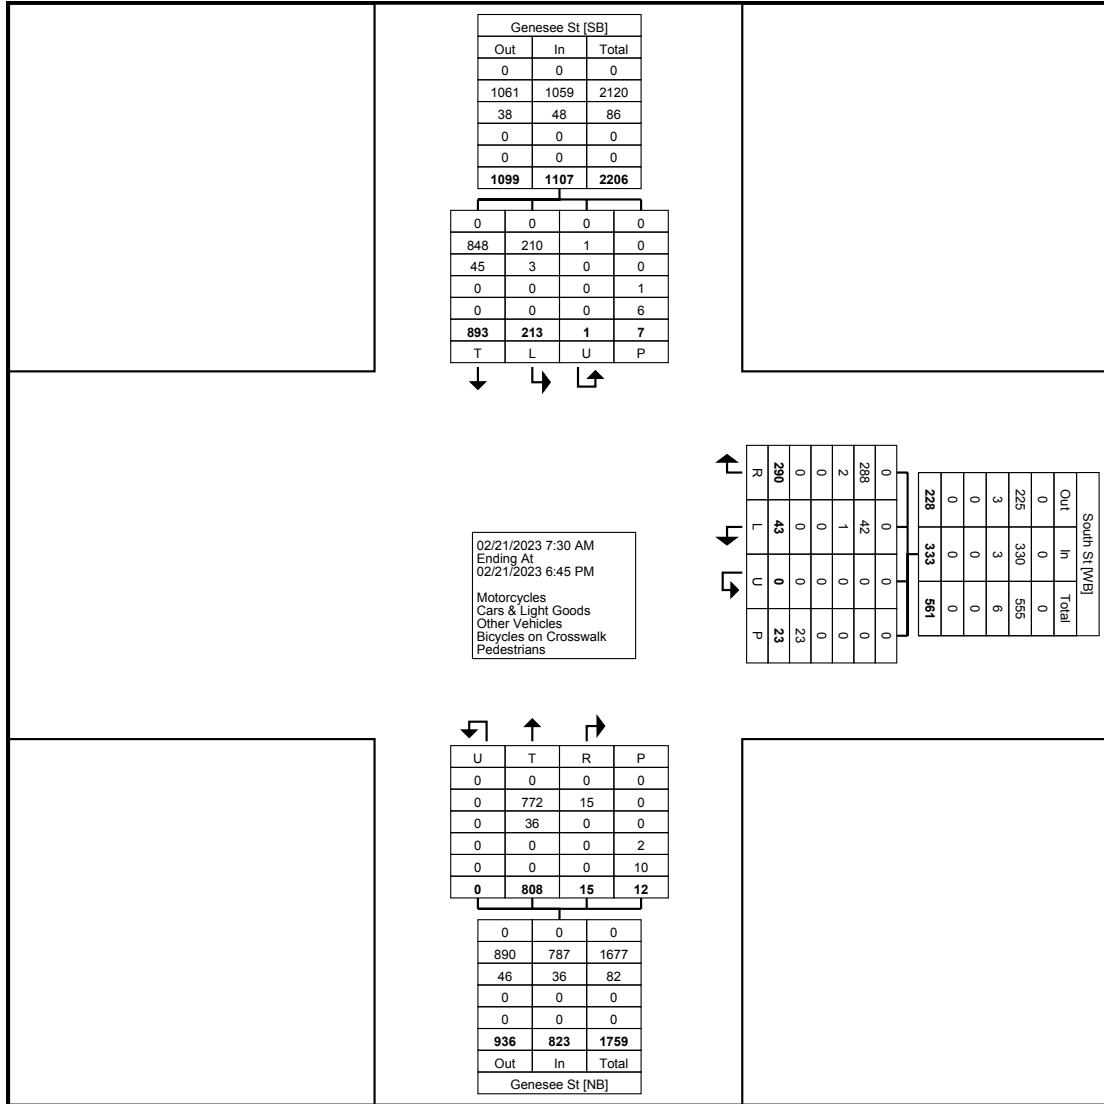 Genesee St [SB]
Out In Total
0 0 0
1061 1059 2120
38 48 86
0 0 0
0 0 0
1099 1107 2206
0 0 0 0
848 210 1 0
45 3 0 0
0 0 0 1
0 0 0 6
893 213 1 7
T L U P
South St [WB]
Out In Total
0 0 0
225 330 555
3 3 6
0 0 0
0 0 0
228 333 561
0 0 0 0
288 42 0 0
2 1 0 0
0 0 0 0
0 0 0 23
290 43 0 23
R L U P
02/21/2023 7:30 AM
Ending At
02/21/2023 6:45 PM
Motorcycles
Cars & Light Goods
Other Vehicles
Bicycles on Crosswalk
Pedestrians
U T R P
0 0 0 0
0 772 15 0
0 36 0 0
0 0 0 2
0 0 0 10
0 808 15 12
0 0 0
890 787 1677
46 36 82
0 0 0
0 0 0
936 823 1759
Out In Total
Genesee St [NB]